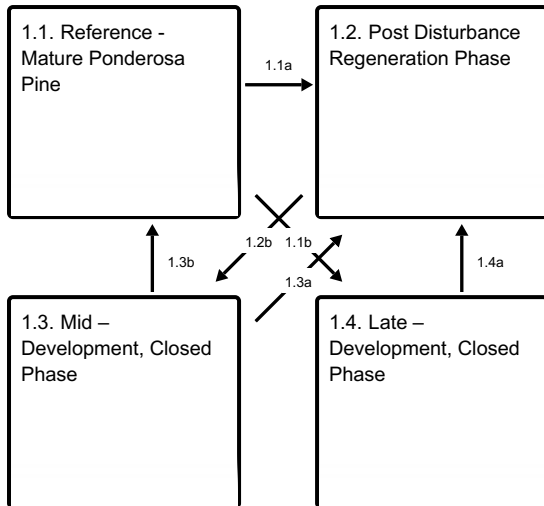 1.1. Reference -
Mature Ponderosa
Pine
1.2. Post Disturbance
Regeneration Phase
1.1a
1.2b
1.1b
1.3b
1.3a
1.4a
1.3. Mid –
Development, Closed
Phase
1.4. Late –
Development, Closed
Phase